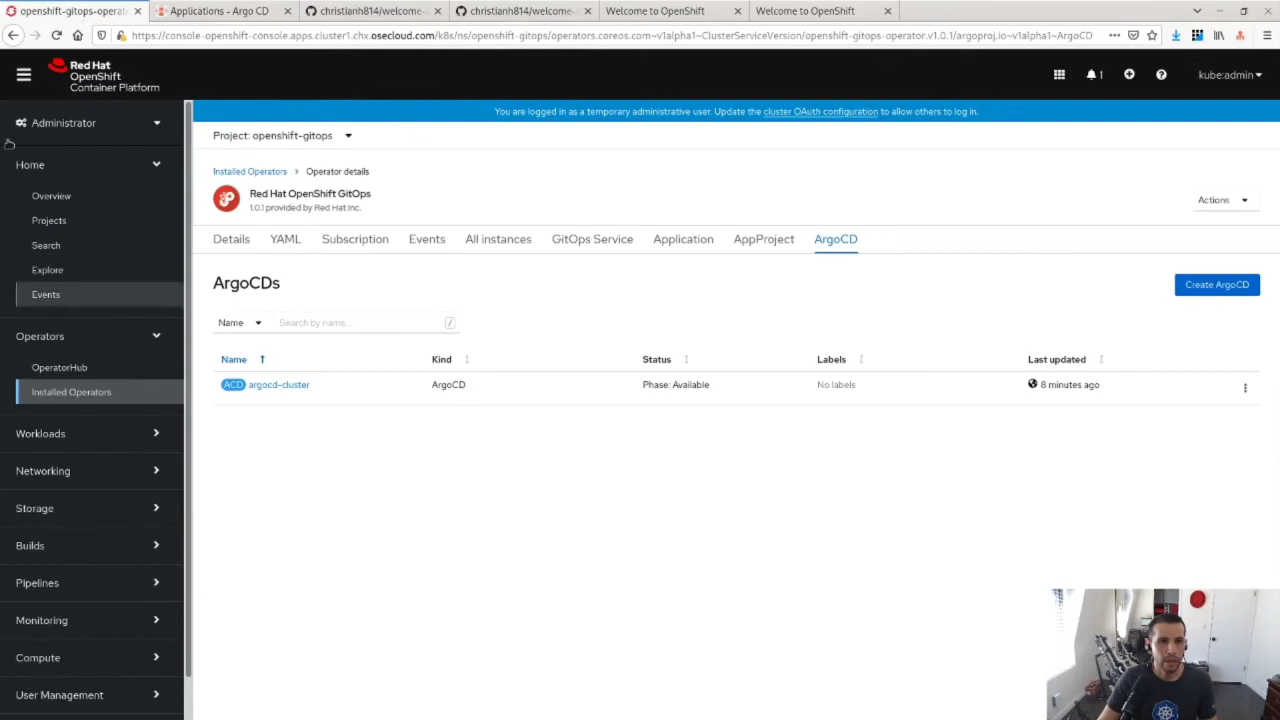 openshift-gitops-operat
Applications - Argo CD
christianh814/welcome-
christianh814/welcome-
Welcome to OpenShift
Welcome to OpenShift
https://console-openshift-console.apps.cluster1.chx.osecloud.com/k8s/ns/openshift-gitops/operators.coreos.com~v1alpha1~ClusterServiceVersion/openshift-gitops-operator.v1.0.1/argoproj.io~v1alpha1~ArgoCD
Red Hat
OpenShift
Container Platform
1
kube:admin
You are logged in as a temporary administrative user. Update the cluster OAuth configuration to allow others to log in.
Administrator
Home
Overview
Projects
Search
Explore
Events
Operators
OperatorHub
Installed Operators
Workloads
Networking
Storage
Builds
Pipelines
Monitoring
Compute
User Management
Project: openshift-gitops
Installed Operators > Operator details
Red Hat OpenShift GitOps
1.0.1 provided by Red Hat Inc.
Actions
Details YAML Subscription Events All instances GitOps Service Application AppProject ArgoCD
ArgoCDs
Create ArgoCD
Name Search by name... /
Name Kind Status Labels Last updated
ACD argocd-cluster ArgoCD Phase: Available No labels 8 minutes ago